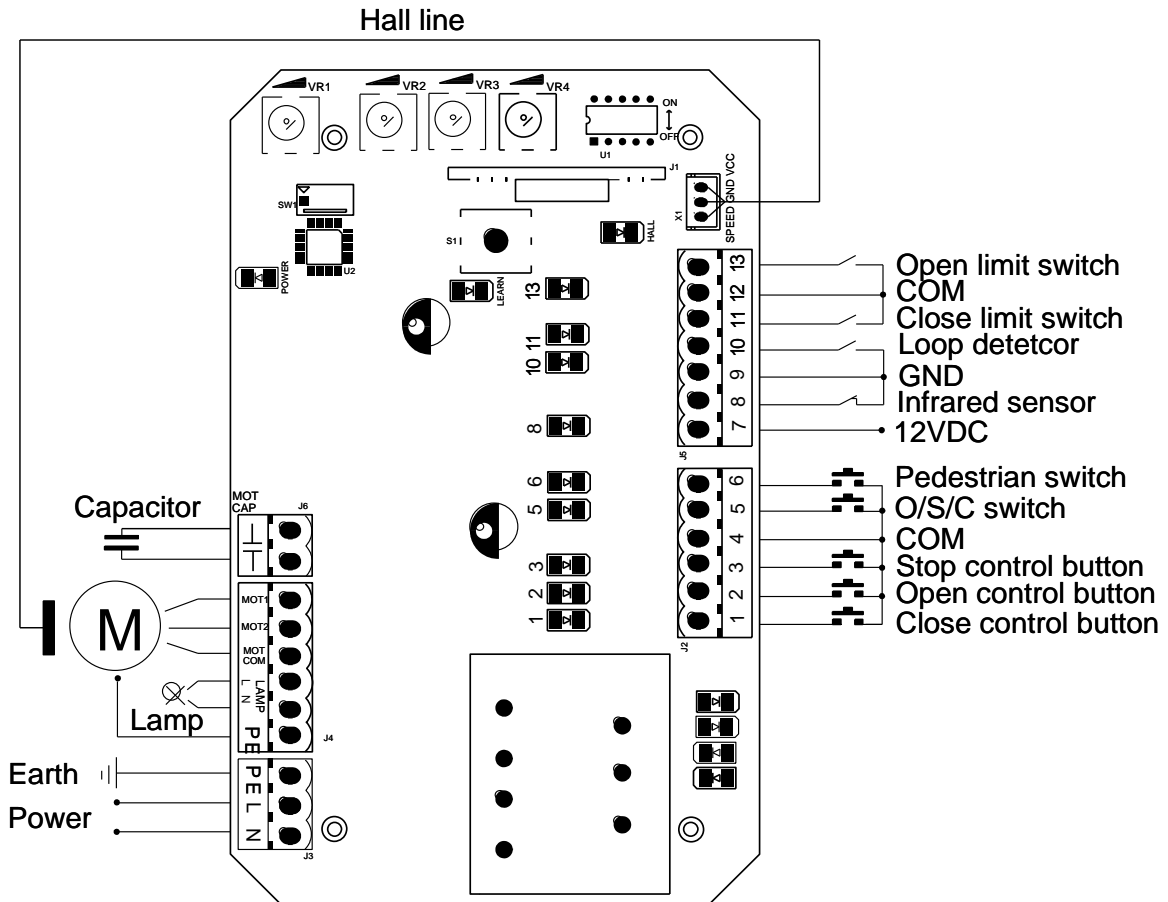 Hall line
VR1
VR2
VR3
VR4
ON
OFF
U1
J1
SPEED GND VCC
X1
SW1
U2
POWER
S1
LEARN
HALL
13
11
10
8
6
5
3
2
1
13
12
11
10
9
8
7
J5
Open limit switch
COM
Close limit switch
Loop detetcor
GND
Infrared sensor
12VDC
6
5
4
3
2
1
J2
Pedestrian switch
O/S/C switch
COM
Stop control button
Open control button
Close control button
Capacitor
MOT
CAP
J6
M
MOT1
MOT2
MOT
COM
LAMP
L N
PE
J4
Lamp
Earth
Power
PE L N
J3